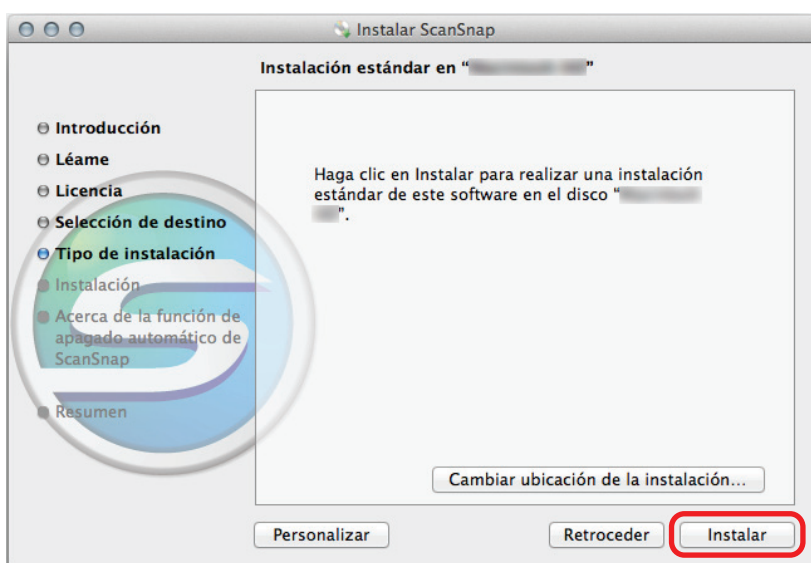 Instalar ScanSnap
Instalación estándar en “ ”
Introducción
Léame
Licencia
Selección de destino
Tipo de instalación
Instalación
Acerca de la función de
apagado automático de
ScanSnap
Resumen
Haga clic en Instalar para realizar una instalación
estándar de este software en el disco “
”.
Cambiar ubicación de la instalación...
Personalizar
Retroceder
Instalar